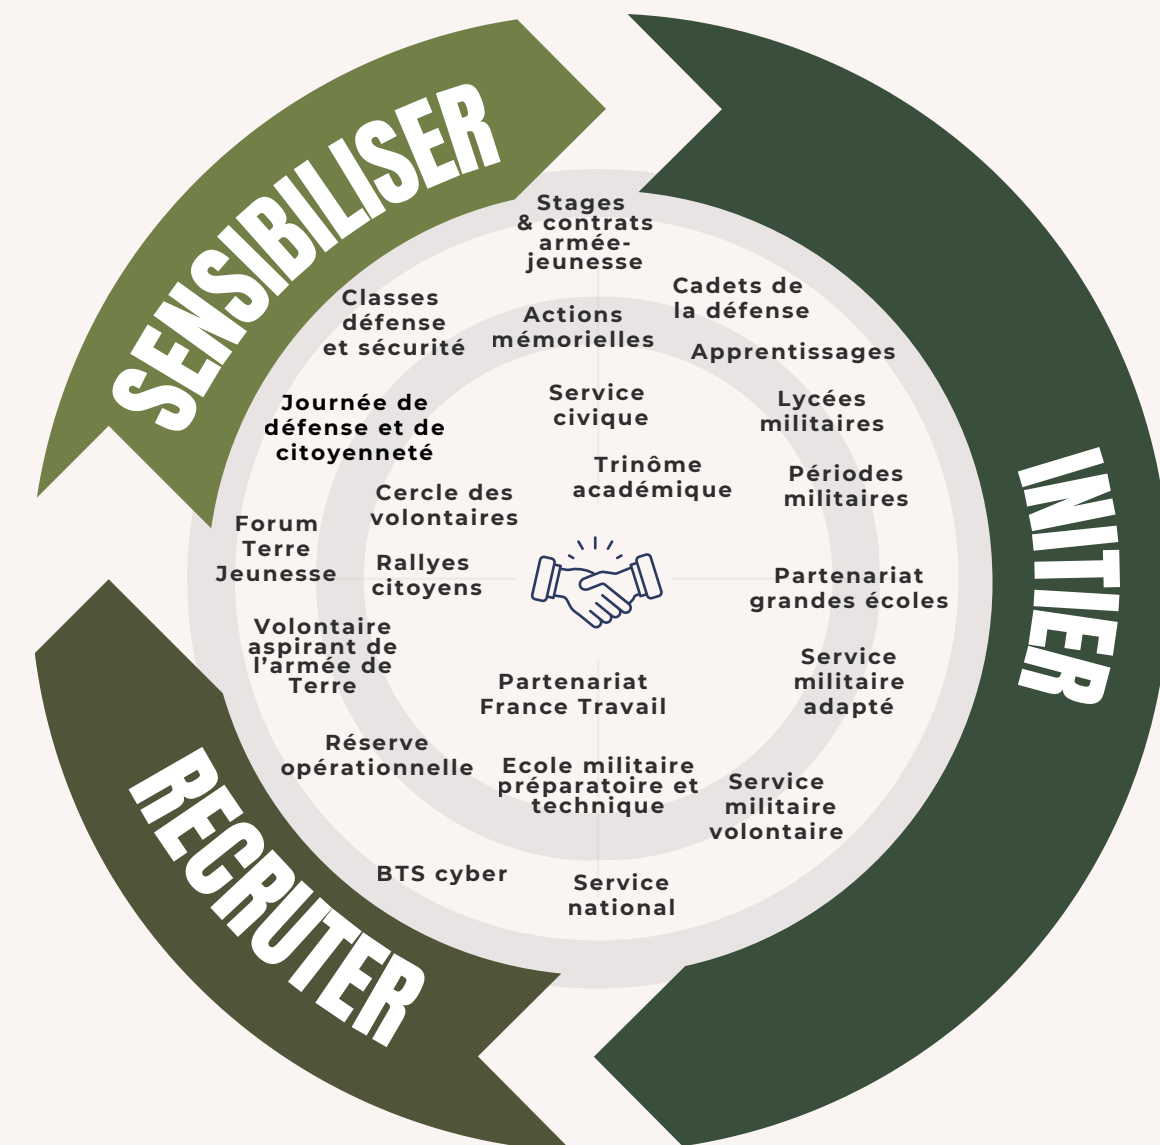 SENSIBILISER
INITIER
RECRUTER
Stages
& contrats
armée-
jeunesse
Cadets de
la défense
Classes
défense
et sécurité
Actions
mémorielles
Apprentissages
Journée de
défense et de
citoyenneté
Service
civique
Lycées
militaires
Trinôme
académique
Périodes
militaires
Cercle des
volontaires
Forum
Terre
Jeunesse
Rallyes
citoyens
Partenariat
grandes écoles
Volontaire
aspirant de
l’armée de
Terre
Partenariat
France Travail
Service
militaire
adapté
Réserve
opérationnelle
Ecole militaire
préparatoire et
technique
Service
militaire
volontaire
BTS cyber
Service
national